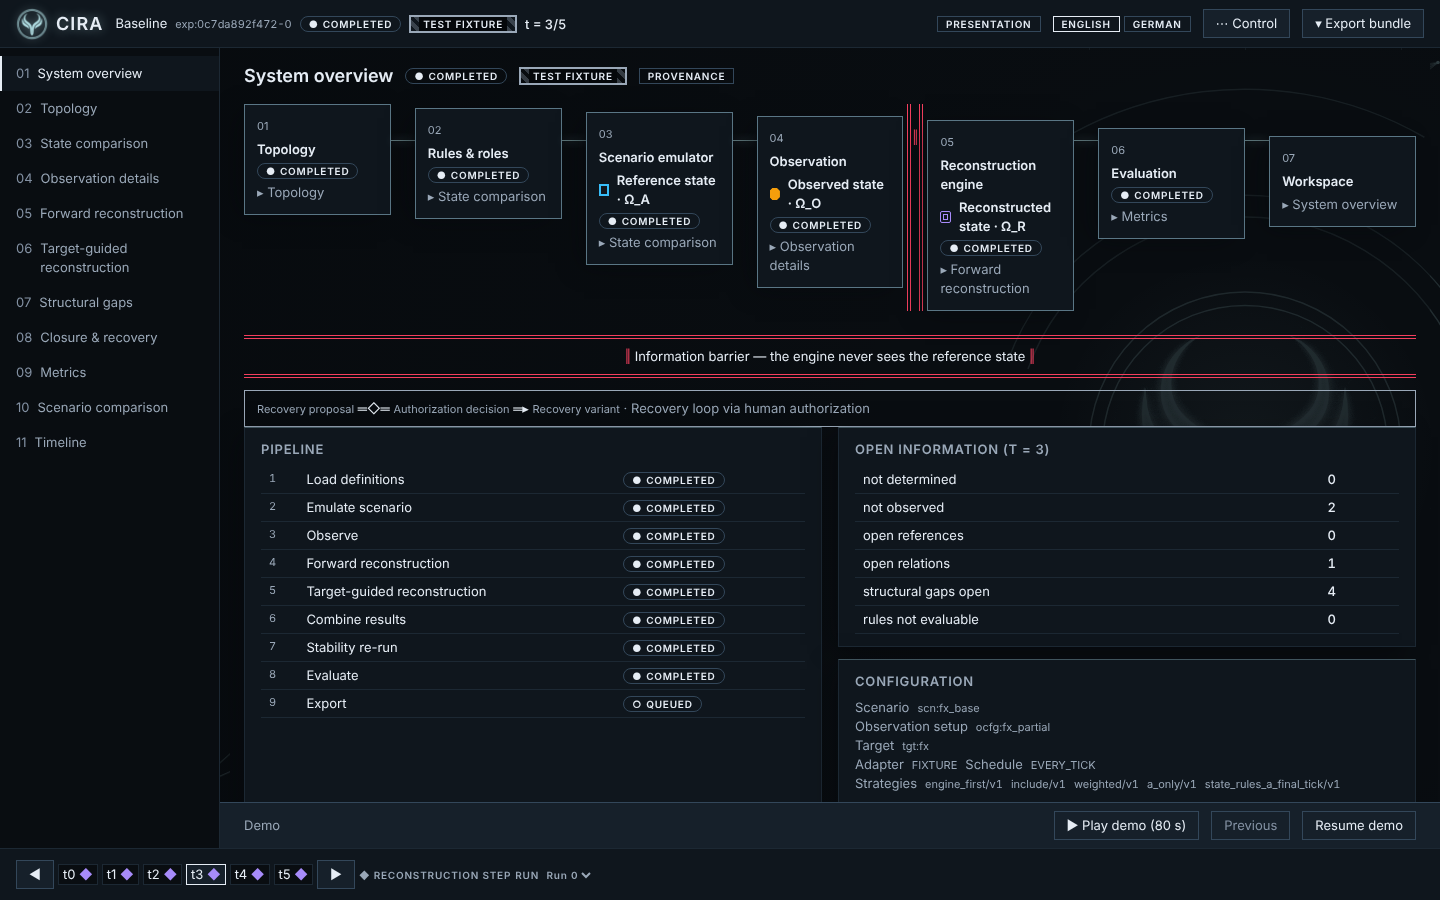 CIRA Baseline exp:0c7da892f472-0 COMPLETED TEST FIXTURE t = 3/5 PRESENTATION ENGLISH GERMAN ··· Control ▾ Export bundle
01 System overview
02 Topology
03 State comparison
04 Observation details
05 Forward reconstruction
06 Target-guided
reconstruction
07 Structural gaps
08 Closure & recovery
09 Metrics
10 Scenario comparison
11 Timeline
System overview COMPLETED TEST FIXTURE PROVENANCE
01
Topology
COMPLETED
▸ Topology
02
Rules & roles
COMPLETED
▸ State comparison
03
Scenario emulator
Reference state
· Ω_A
COMPLETED
▸ State comparison
04
Observation
Observed state
· Ω_O
COMPLETED
▸ Observation
details
05
Reconstruction
engine
Reconstructed
state · Ω_R
COMPLETED
▸ Forward
reconstruction
06
Evaluation
COMPLETED
▸ Metrics
07
Workspace
▸ System overview
Information barrier — the engine never sees the reference state
Recovery proposal Authorization decision Recovery variant · Recovery loop via human authorization
PIPELINE
1 Load definitions COMPLETED
2 Emulate scenario COMPLETED
3 Observe COMPLETED
4 Forward reconstruction COMPLETED
5 Target-guided reconstruction COMPLETED
6 Combine results COMPLETED
7 Stability re-run COMPLETED
8 Evaluate COMPLETED
9 Export QUEUED
OPEN INFORMATION (T = 3)
not determined 0
not observed 2
open references 0
open relations 1
structural gaps open 4
rules not evaluable 0
CONFIGURATION
Scenario scn:fx_base
Observation setup ocfg:fx_partial
Target tgt:fx
Adapter FIXTURE Schedule EVERY_TICK
Strategies engine_first/v1 include/v1 weighted/v1 a_only/v1 state_rules_a_final_tick/v1
Demo ▶ Play demo (80 s) Previous Resume demo
◀ t0 ◆ t1 ◆ t2 ◆ t3 ◆ t4 ◆ t5 ◆ ▶ ◆ RECONSTRUCTION STEP RUN Run 0